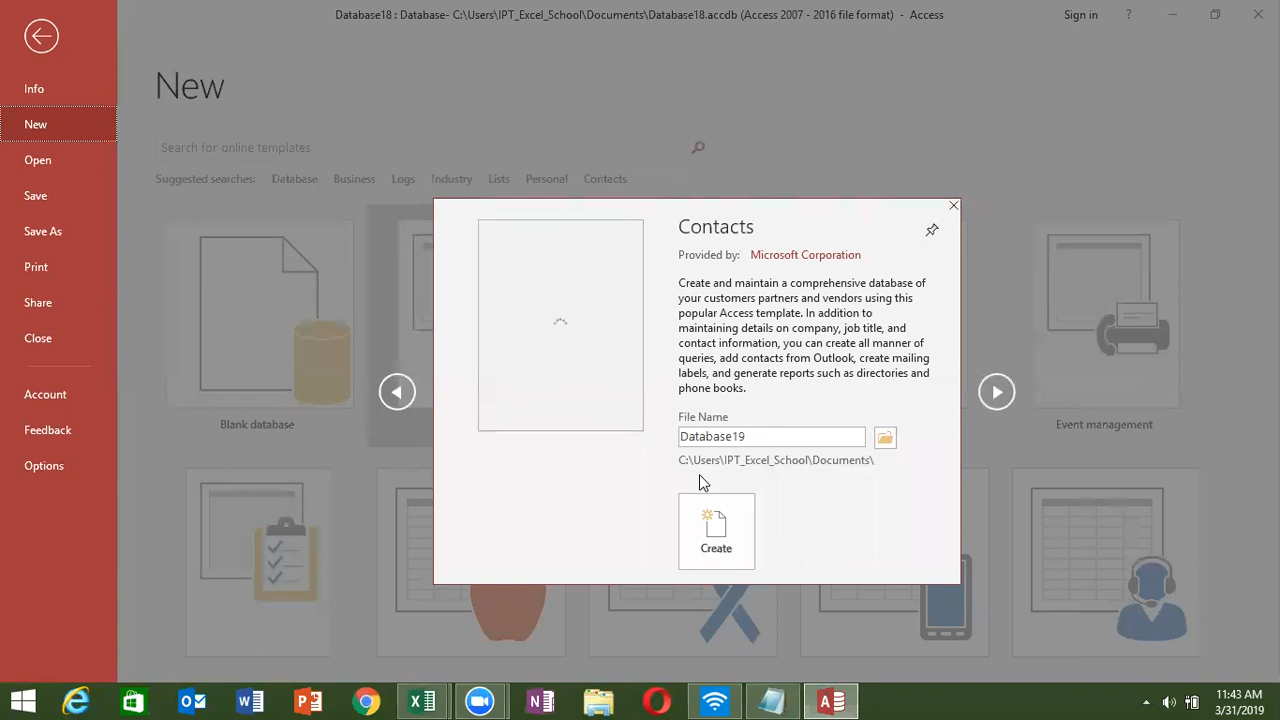 Database18 : Database- C:\Users\IPT_Excel_School\Documents\Database18.accdb (Access 2007 - 2016 file format) - Access
Sign in
?
Info
New
Open
Save
Save As
Print
Share
Close
Account
Feedback
Options
New
Search for online templates
Suggested searches: Database Business Logs Industry Lists Personal Contacts
Blank database
Event management
Contacts
Provided by: Microsoft Corporation
Create and maintain a comprehensive database of
your customers partners and vendors using this
popular Access template. In addition to
maintaining details on company, job title, and
contact information, you can create all manner of
queries, add contacts from Outlook, create mailing
labels, and generate reports such as directories and
phone books.
File Name
Database19
C:\Users\IPT_Excel_School\Documents\
Create
11:43 AM
3/31/2019